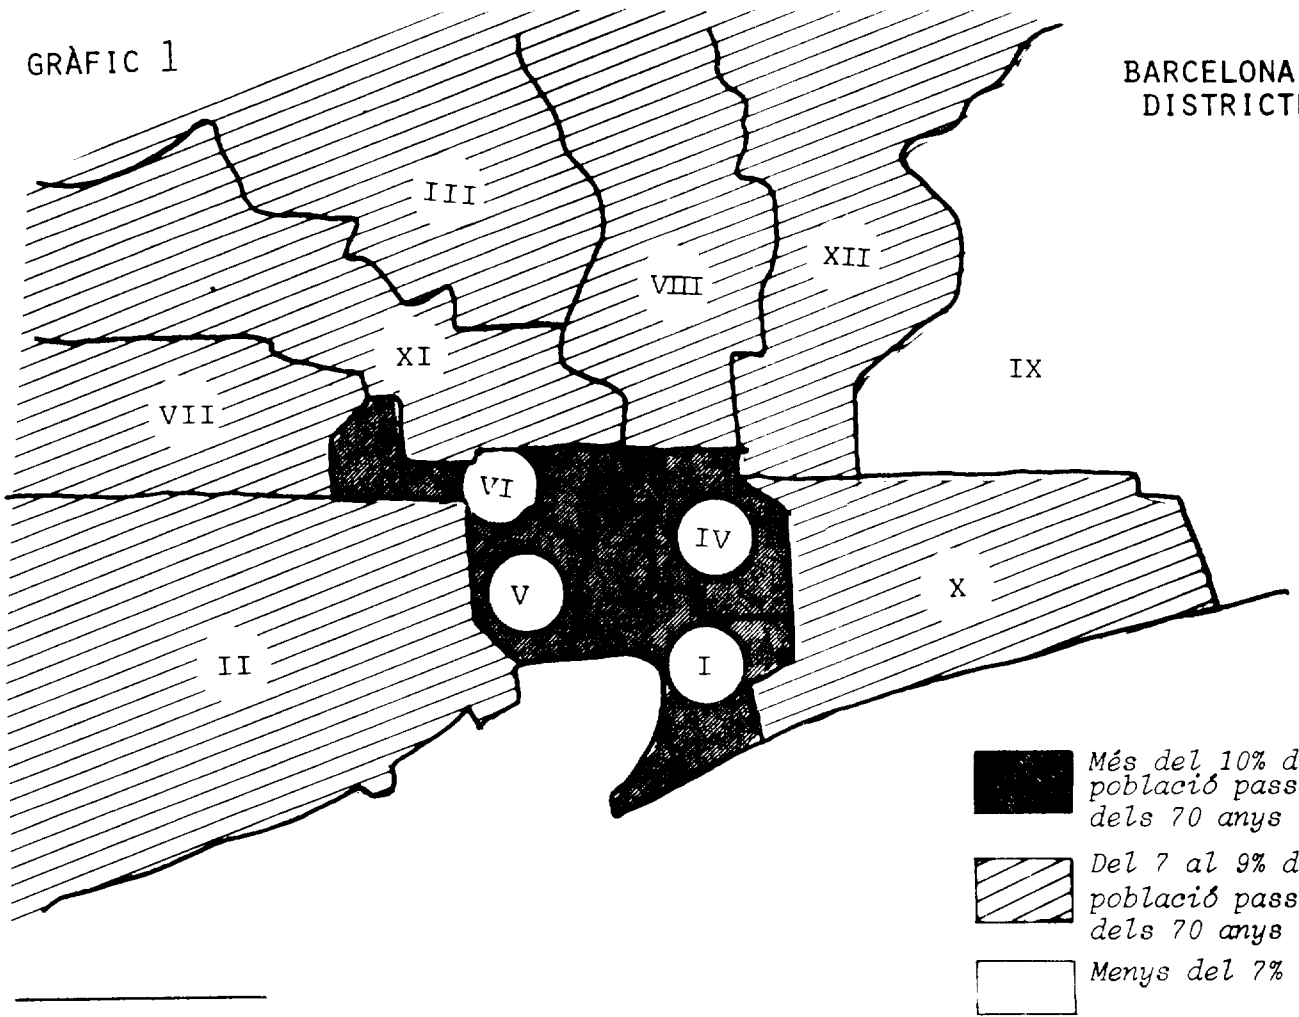 GRÀFIC 1
BARCELONA
DISTRICT
III
XII
VIII
XI
IX
VII
VI
IV
V
X
II
I
Més del 10% d
població pass
dels 70 anys
Del 7 al 9% d
població pass
dels 70 anys
Menys del 7%